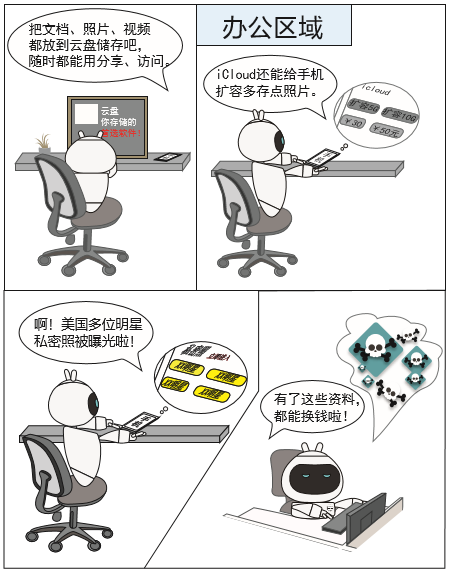 把文档、照片、视频
都放到云盘储存吧，
随时都能用分享、访问。
云盘
你存储的
首选软件！
办公区域
iCloud还能给手机
扩容多存点照片。
icloud
扩容50
扩容100
￥30
￥50元
啊！美国多位明星
私密照被曝光啦！
有了这些资料，
都能换钱啦！